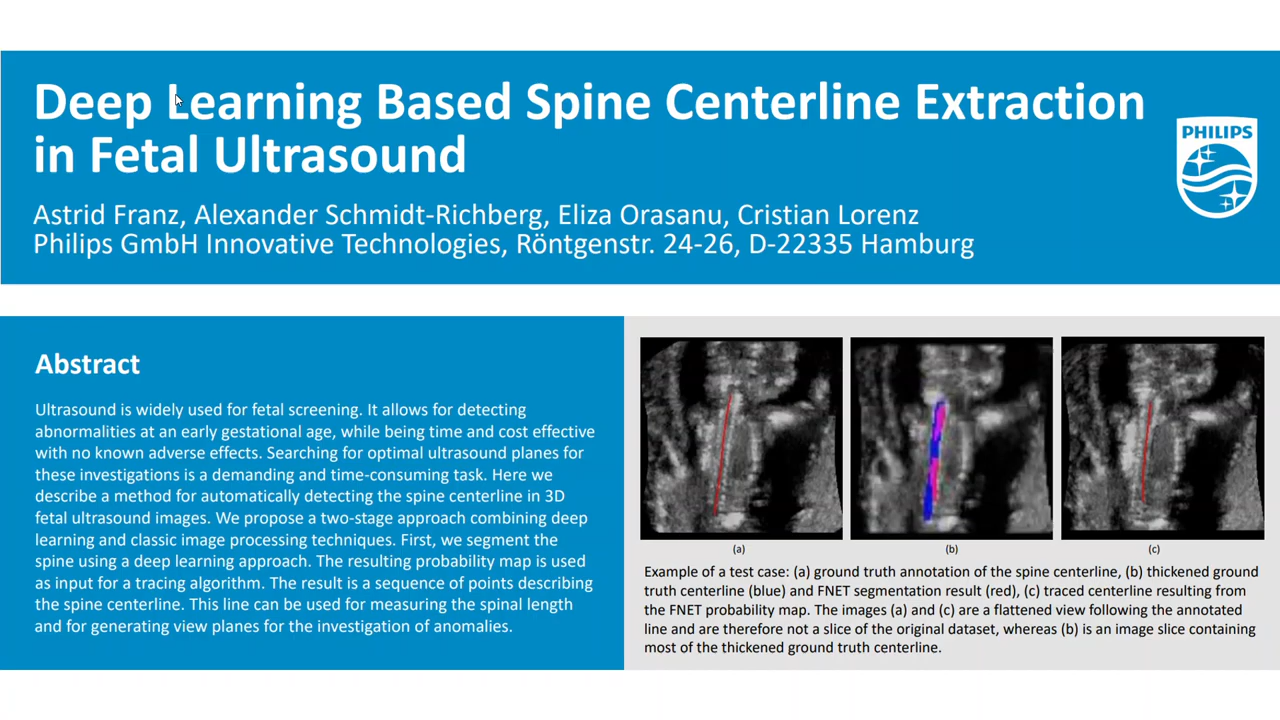 Deep Learning Based Spine Centerline Extraction
in Fetal Ultrasound
Astrid Franz, Alexander Schmidt-Richberg, Eliza Orasanu, Cristian Lorenz
Philips GmbH Innovative Technologies, Röntgenstr. 24-26, D-22335 Hamburg
PHILIPS
Abstract
Ultrasound is widely used for fetal screening. It allows for detecting
abnormalities at an early gestational age, while being time and cost effective
with no known adverse effects. Searching for optimal ultrasound planes for
these investigations is a demanding and time-consuming task. Here we
describe a method for automatically detecting the spine centerline in 3D
fetal ultrasound images. We propose a two-stage approach combining deep
learning and classic image processing techniques. First, we segment the
spine using a deep learning approach. The resulting probability map is used
as input for a tracing algorithm. The result is a sequence of points describing
the spine centerline. This line can be used for measuring the spinal length
and for generating view planes for the investigation of anomalies.
(a) (b) (c)
Example of a test case: (a) ground truth annotation of the spine centerline, (b) thickened ground
truth centerline (blue) and FNET segmentation result (red), (c) traced centerline resulting from
the FNET probability map. The images (a) and (c) are a flattened view following the annotated
line and are therefore not a slice of the original dataset, whereas (b) is an image slice containing
most of the thickened ground truth centerline.